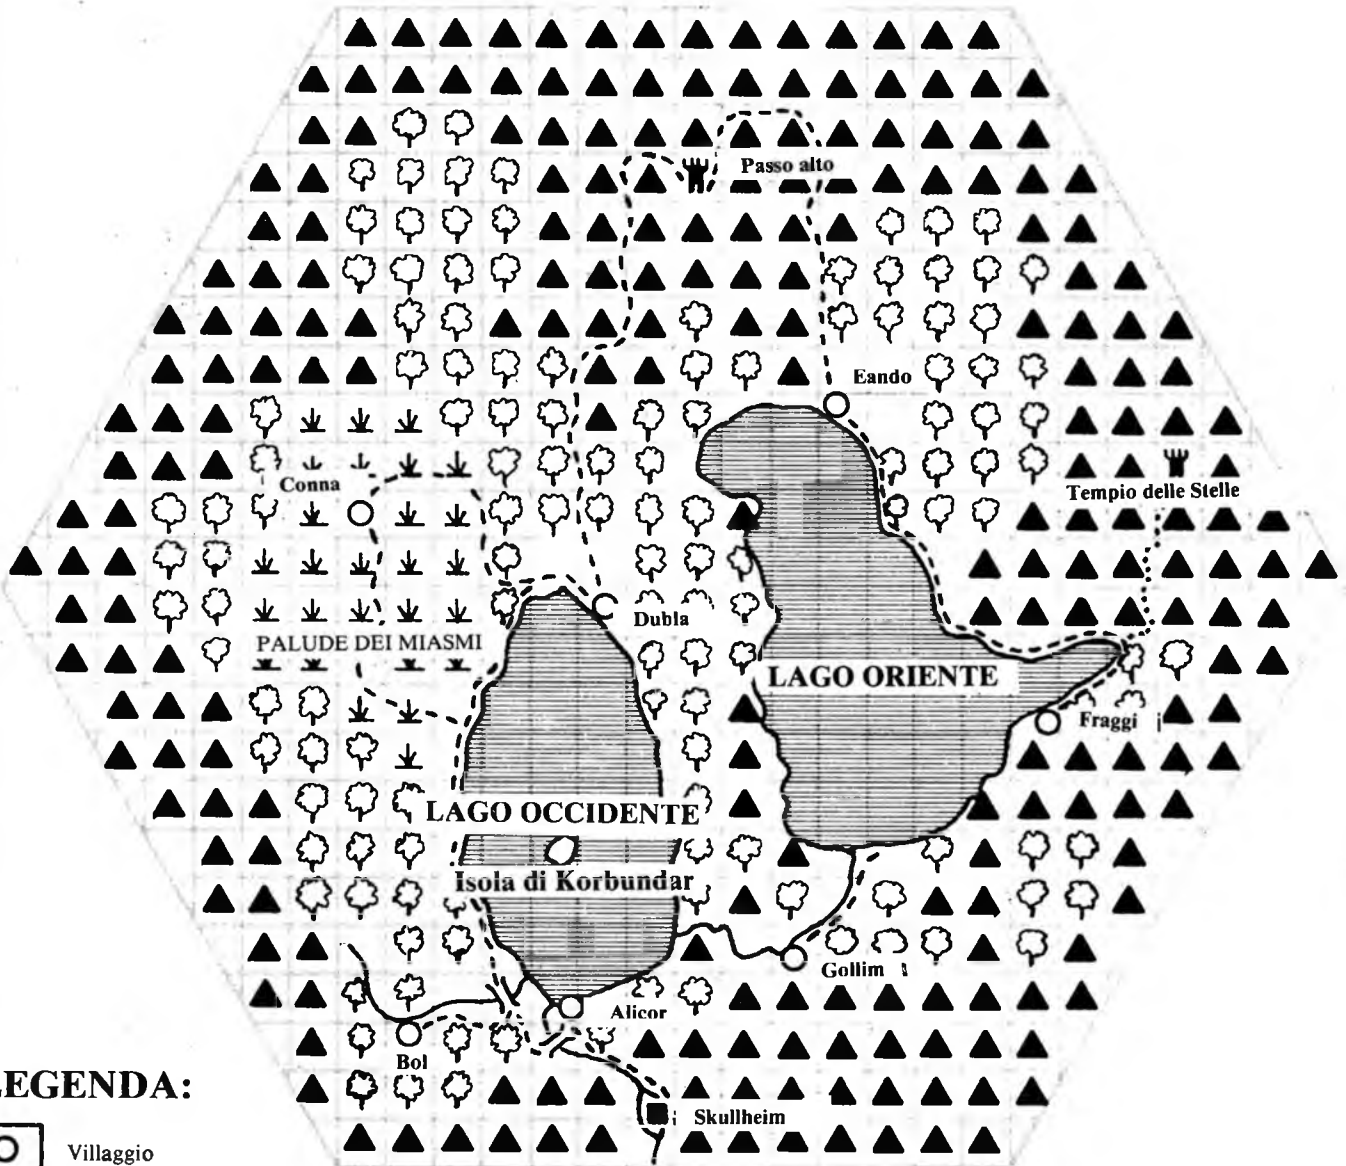 Passo alto
Eando
Tempio delle Stelle
Conna
Dubla
PALUDE DEI MIASMI
LAGO ORIENTE
Fraggi
LAGO OCCIDENTE
Isola di Korbundar
Gollim
Alicor
Bol
LEGENDA:
Skullheim
Villaggio